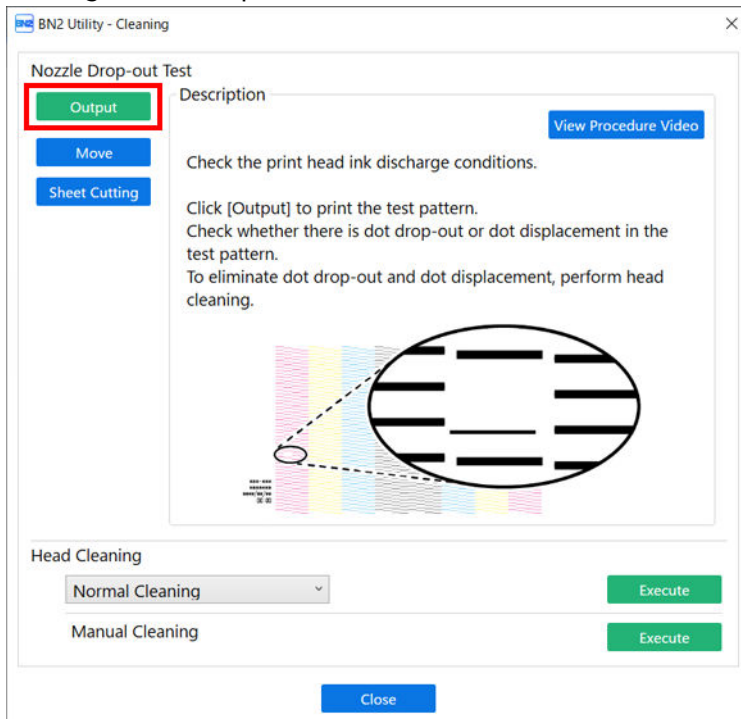 BN2 Utility - Cleaning
Nozzle Drop-out Test
Output
Description
View Procedure Video
Move
Check the print head ink discharge conditions.
Sheet Cutting
Click [Output] to print the test pattern.
Check whether there is dot drop-out or dot displacement in the
test pattern.
To eliminate dot drop-out and dot displacement, perform head
cleaning.
Head Cleaning
Normal Cleaning
Execute
Manual Cleaning
Execute
Close